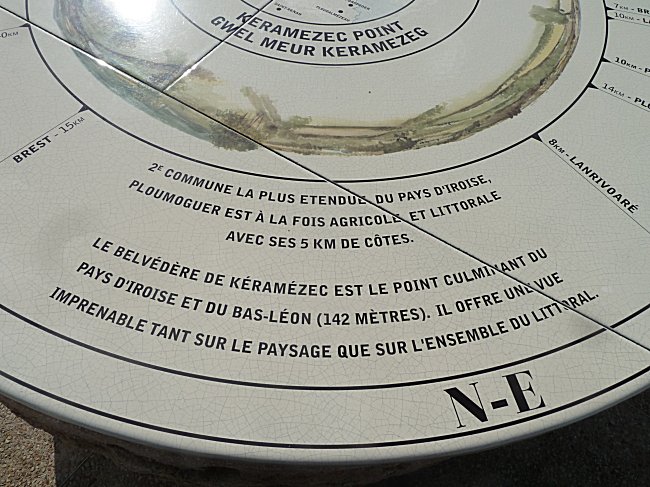 KERAMEZEC POINT
GWEL MEUR KERAMEZEG
BREST - 15KM
10KM
14KM
8KM - LANRIVOARÉ
2E COMMUNE LA PLUS ETENDUE DU PAYS D'IROISE,
PLOUMOGUER EST À LA FOIS AGRICOLE ET LITTORALE
AVEC SES 5 KM DE CÔTES.
LE BELVÉDÈRE DE KÉRAMÉZEC EST LE POINT CULMINANT DU
PAYS D'IROISE ET DU BAS-LÉON (142 MÈTRES). IL OFFRE UNE VUE
IMPRENABLE TANT SUR LE PAYSAGE QUE SUR L'ENSEMBLE DU LITTORAL.
N-E